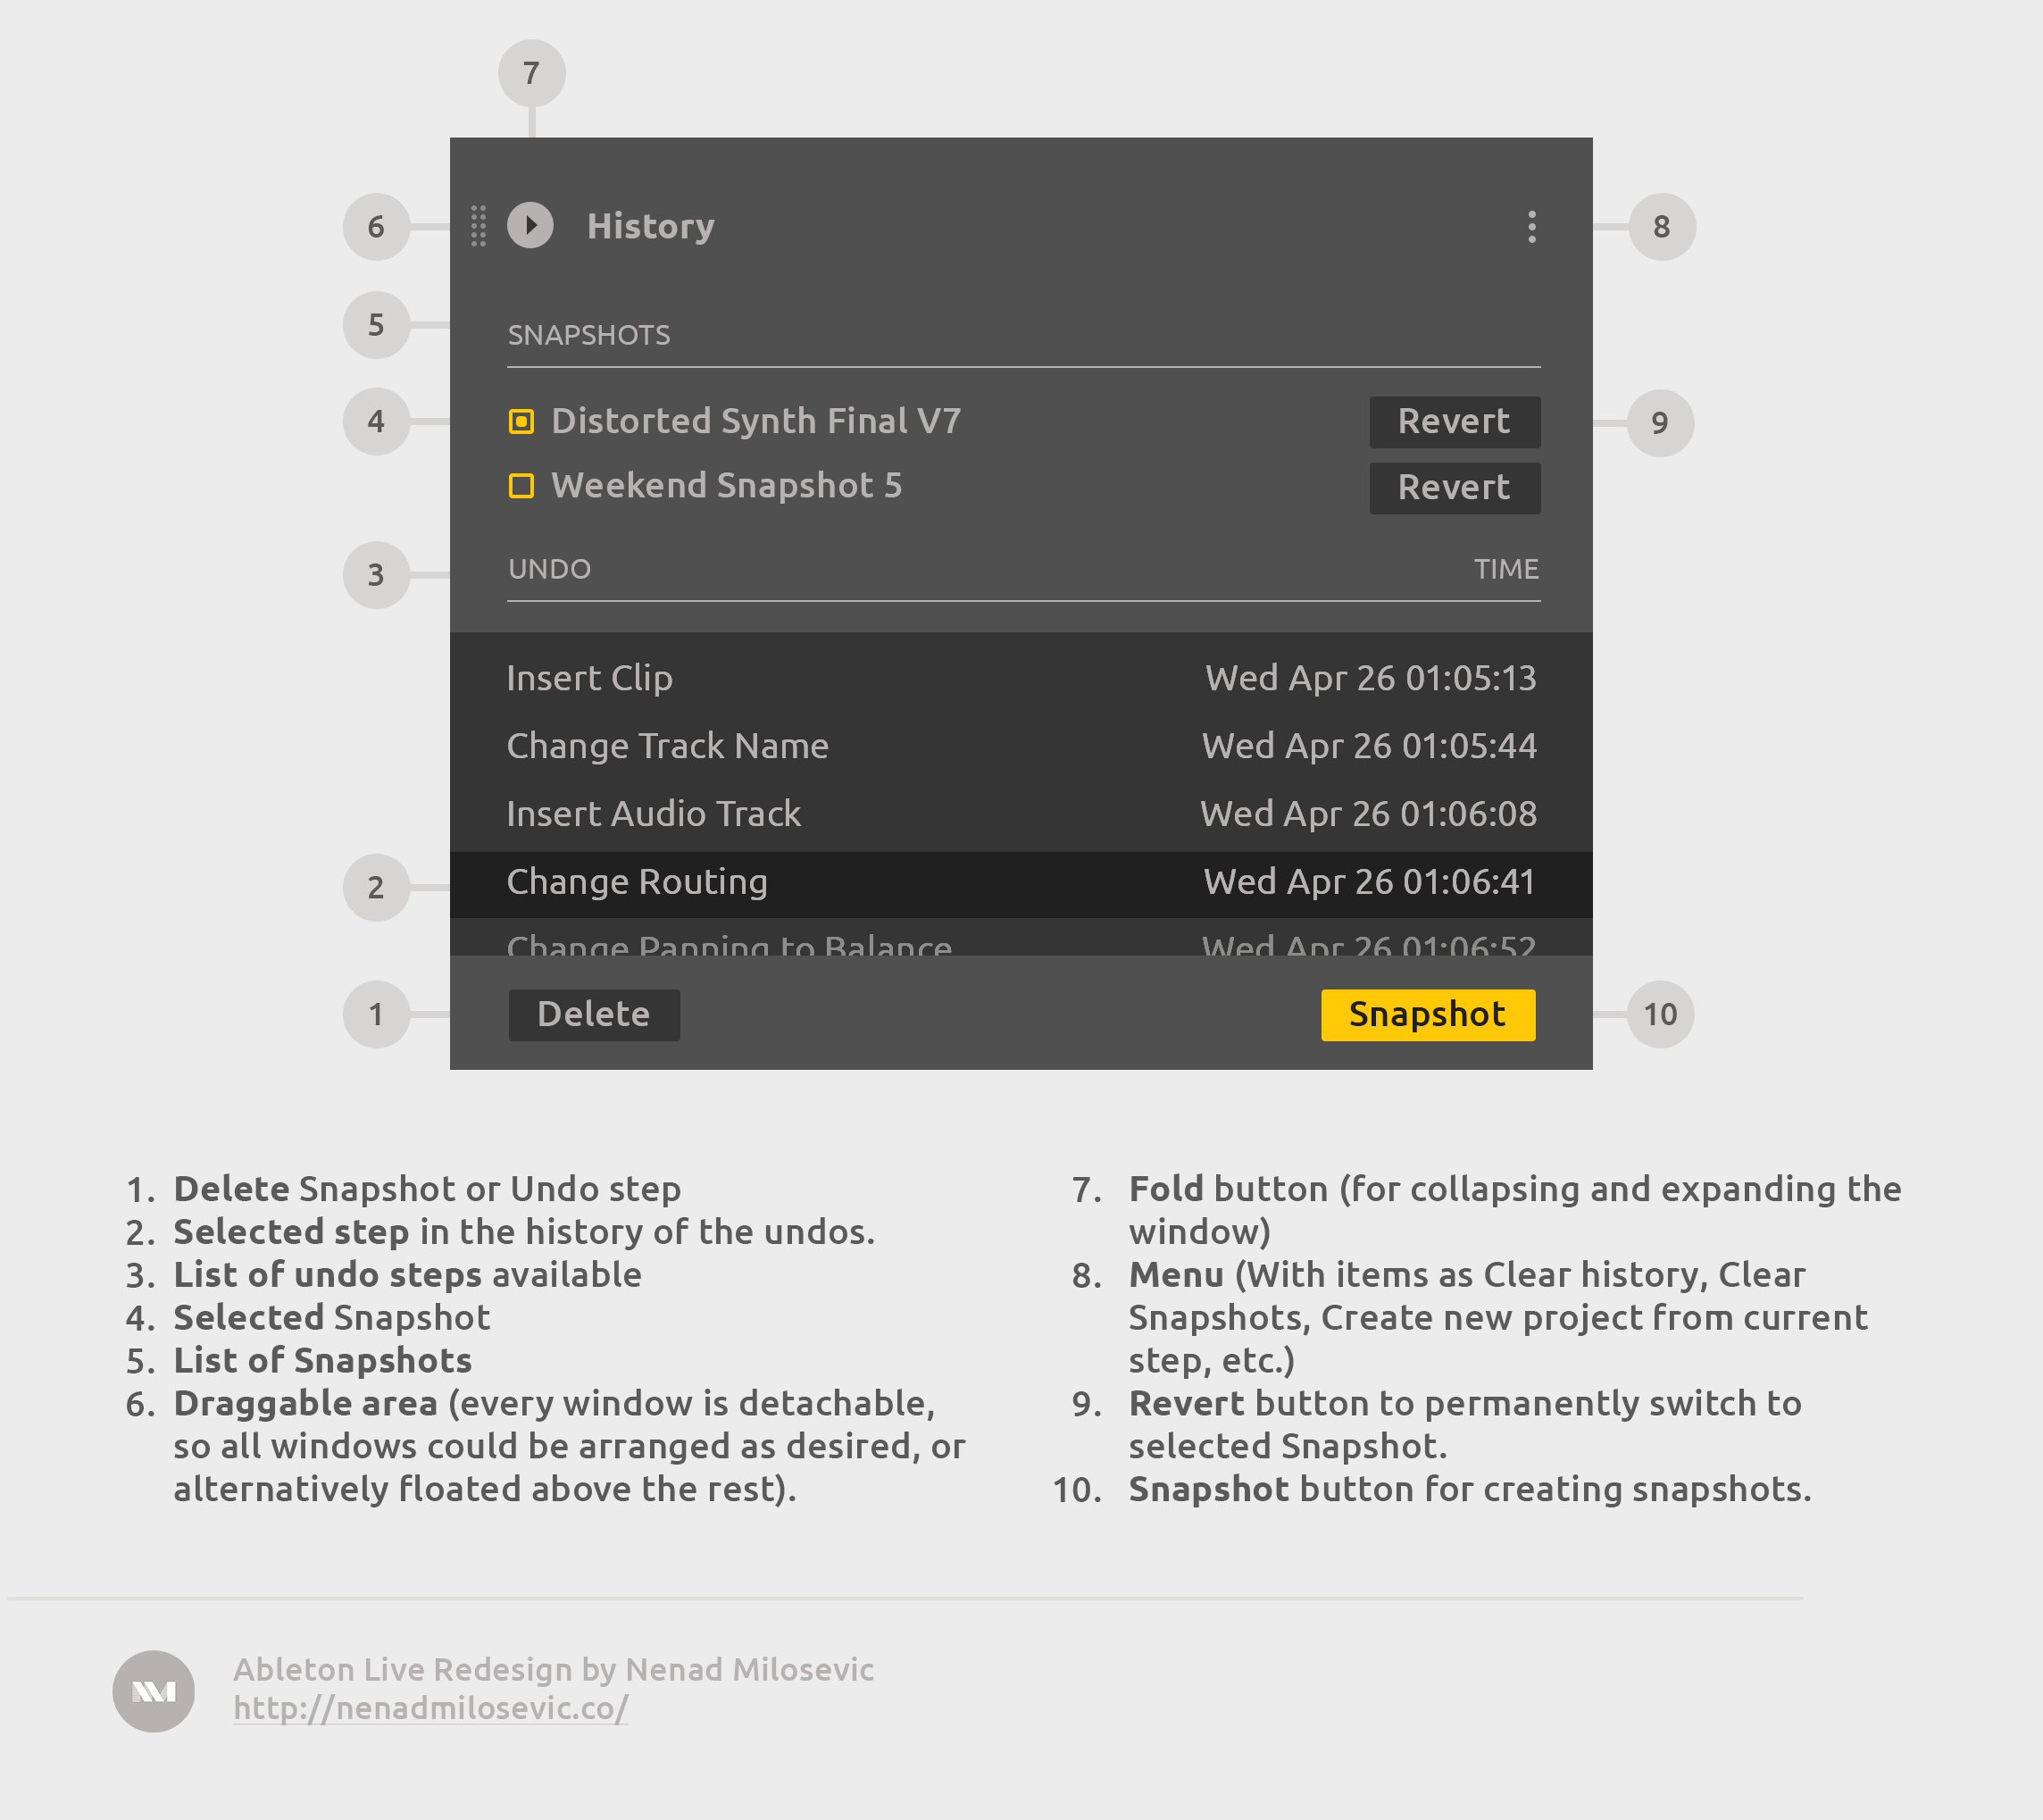 7
6
History
8
5
SNAPSHOTS
4
Distorted Synth Final V7
Revert
9
Weekend Snapshot 5
Revert
3
UNDO
TIME
Insert Clip
Wed Apr 26 01:05:13
Change Track Name
Wed Apr 26 01:05:44
Insert Audio Track
Wed Apr 26 01:06:08
2
Change Routing
Wed Apr 26 01:06:41
Change Panning to Balance
Wed Apr 26 01:06:52
1
Delete
Snapshot
10
1. Delete Snapshot or Undo step
2. Selected step in the history of the undos.
3. List of undo steps available
4. Selected Snapshot
5. List of Snapshots
6. Draggable area (every window is detachable,
so all windows could be arranged as desired, or
alternatively floated above the rest).
7. Fold button (for collapsing and expanding the
window)
8. Menu (With items as Clear history, Clear
Snapshots, Create new project from current
step, etc.)
9. Revert button to permanently switch to
selected Snapshot.
10. Snapshot button for creating snapshots.
Ableton Live Redesign by Nenad Milosevic
http://nenadmilosevic.co/